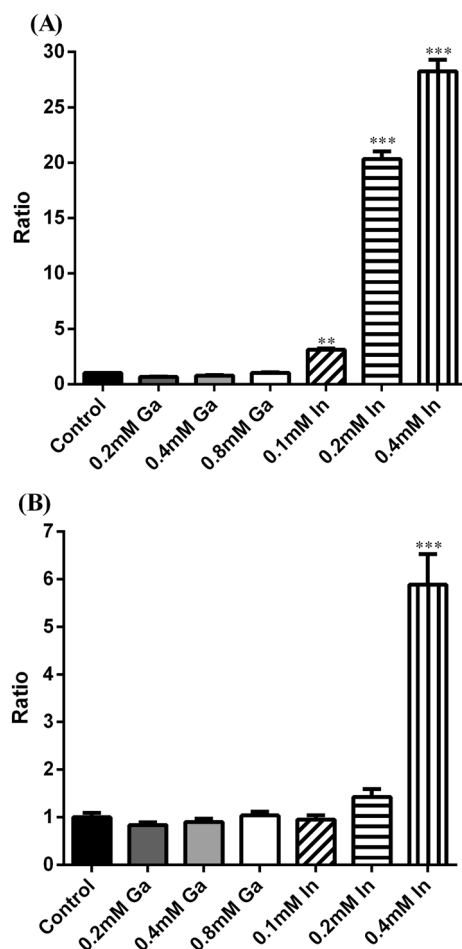 (A)
30
25
20
15
10
5
0
Ratio
**
***
***
Control
0.2mM Ga
0.4mM Ga
0.8mM Ga
0.1mM In
0.2mM In
0.4mM In
(B)
7
6
5
4
3
2
1
0
Ratio
***
Control
0.2mM Ga
0.4mM Ga
0.8mM Ga
0.1mM In
0.2mM In
0.4mM In